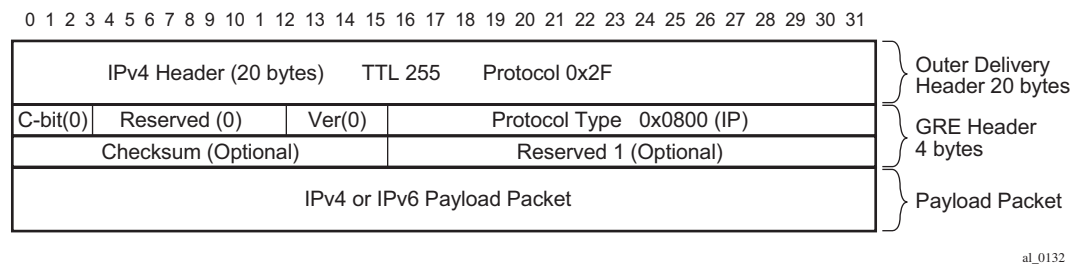 0 1 2 3 4 5 6 7 8 9 10 1 12 13 14 15 16 17 18 19 20 21 22 23 24 25 26 27 28 29 30 31
IPv4 Header (20 bytes) TTL 255 Protocol 0x2F
Outer Delivery
Header 20 bytes
C-bit(0) Reserved (0) Ver(0) Protocol Type 0x0800 (IP)
Checksum (Optional) Reserved 1 (Optional)
GRE Header
4 bytes
IPv4 or IPv6 Payload Packet
Payload Packet
al_0132